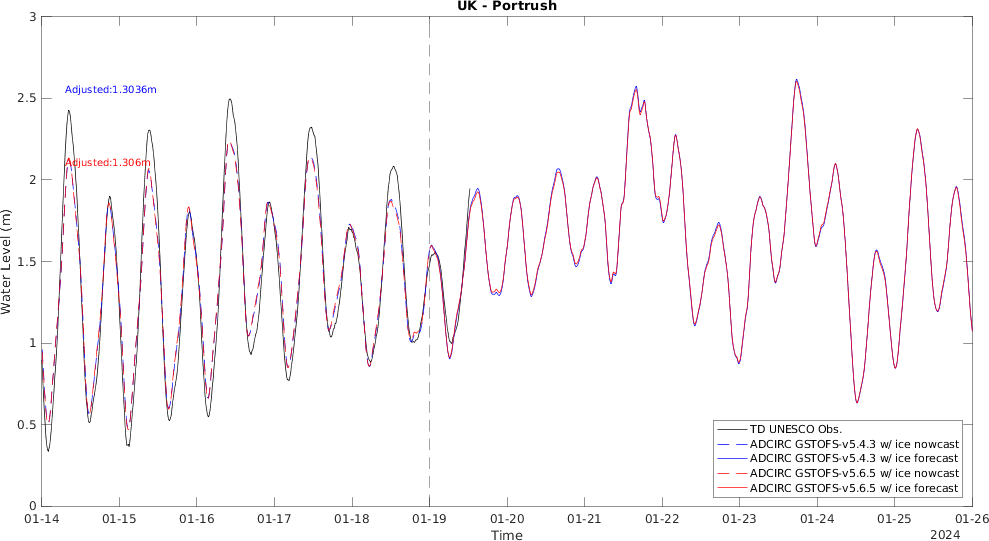 UK - Portrush
3
2.5
2
1.5
1
0.5
0
Water Level (m)
Adjusted:1.3036m
Adjusted:1.306m
TD UNESCO Obs.
ADCIRC GSTOFS-v5.4.3 w/ ice nowcast
ADCIRC GSTOFS-v5.4.3 w/ ice forecast
ADCIRC GSTOFS-v5.6.5 w/ ice nowcast
ADCIRC GSTOFS-v5.6.5 w/ ice forecast
01-14 01-15 01-16 01-17 01-18 01-19 01-20 01-21 01-22 01-23 01-24 01-25 01-26
Time
2024